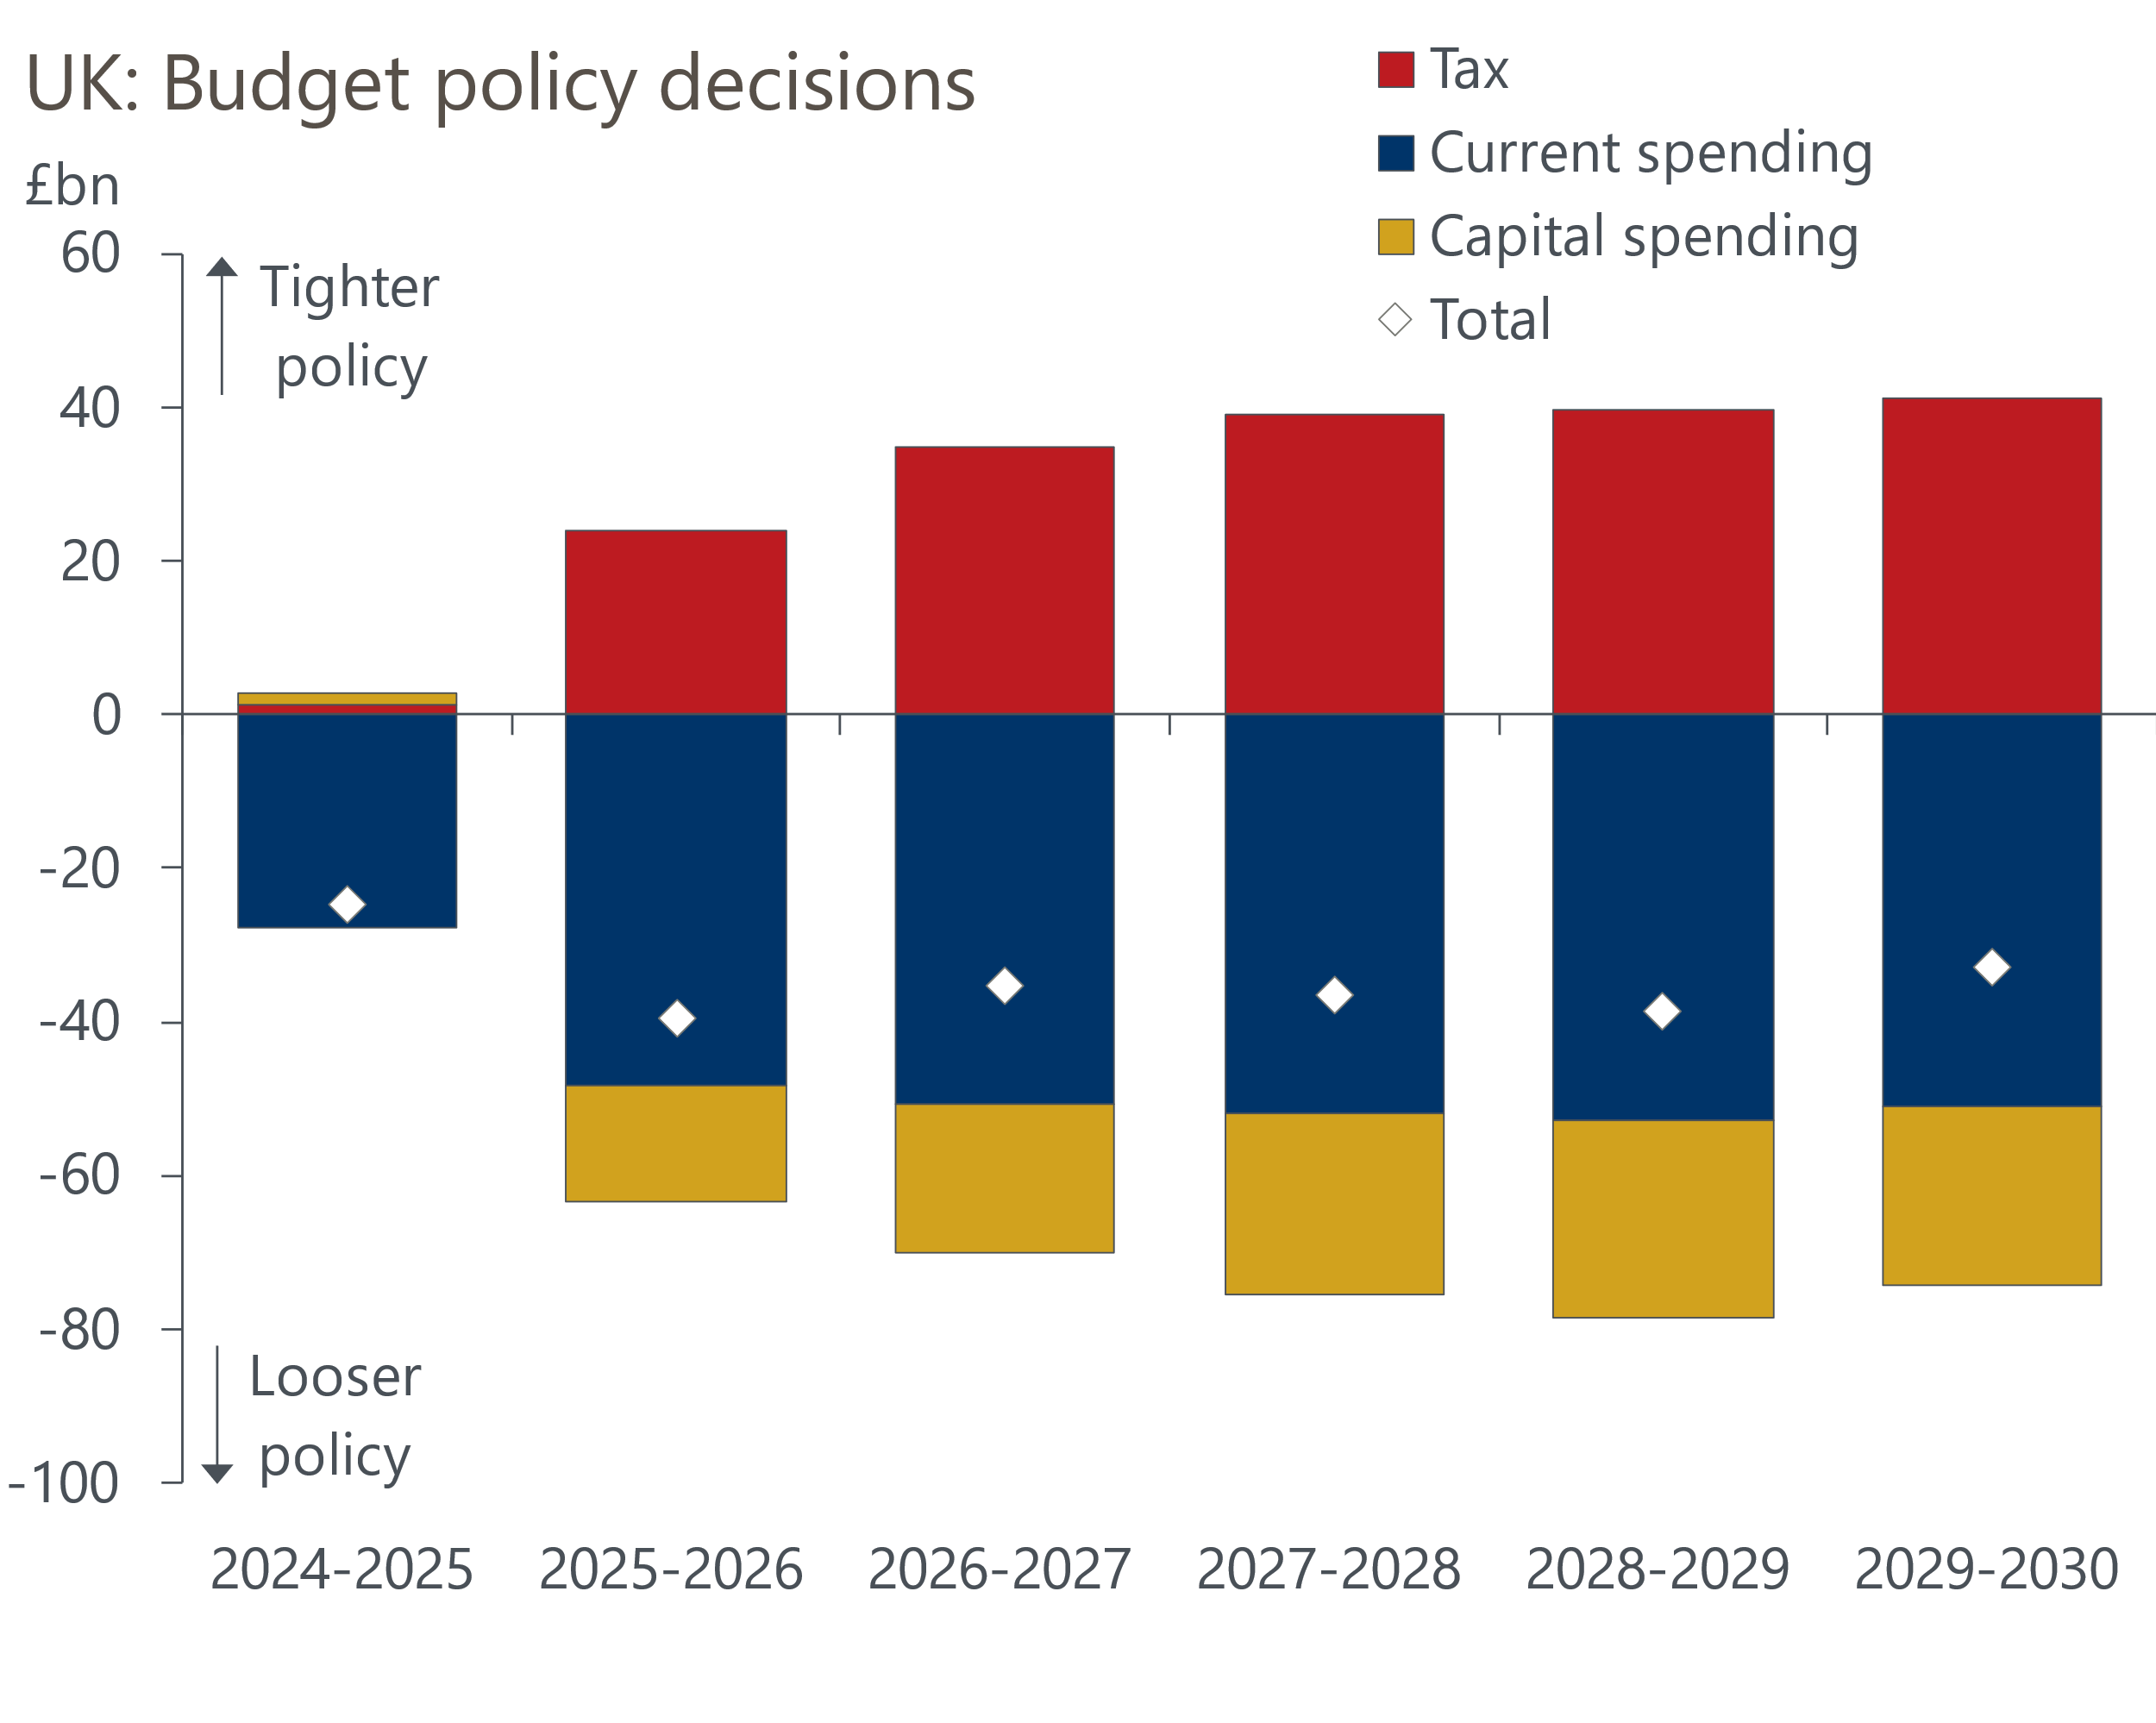 UK: Budget policy decisions
£bn
Tax
Current spending
Capital spending
Total
60
40
20
0
-20
-40
-60
-80
-100
Tighter
policy
Looser
policy
2024-2025
2025-2026
2026-2027
2027-2028
2028-2029
2029-2030